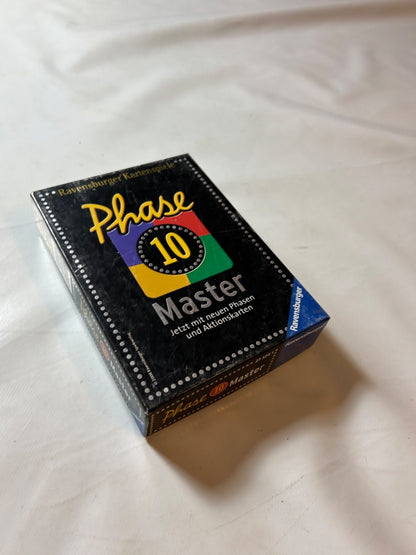 Ravensburger Kartenspiele
Phase
10
Master
Jetzt mit neuen Phasen
und Aktionskarten
Ravensburger
Phase 10 Master